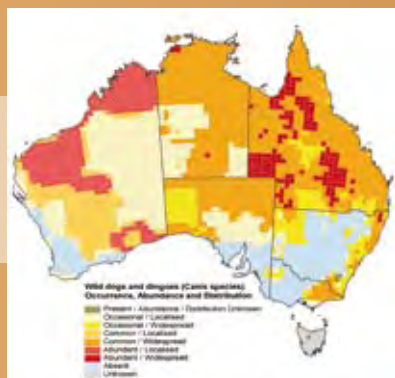 Wild dogs and dingoes (Canis species)
Occurrence, Abundance and Distribution
Present - Abundance / Distribution Unknown
Occasional / Localised
Occasional / Widespread
Common / Localised
Common / Widespread
Abundant / Localised
Abundant / Widespread
Absent
Unknown